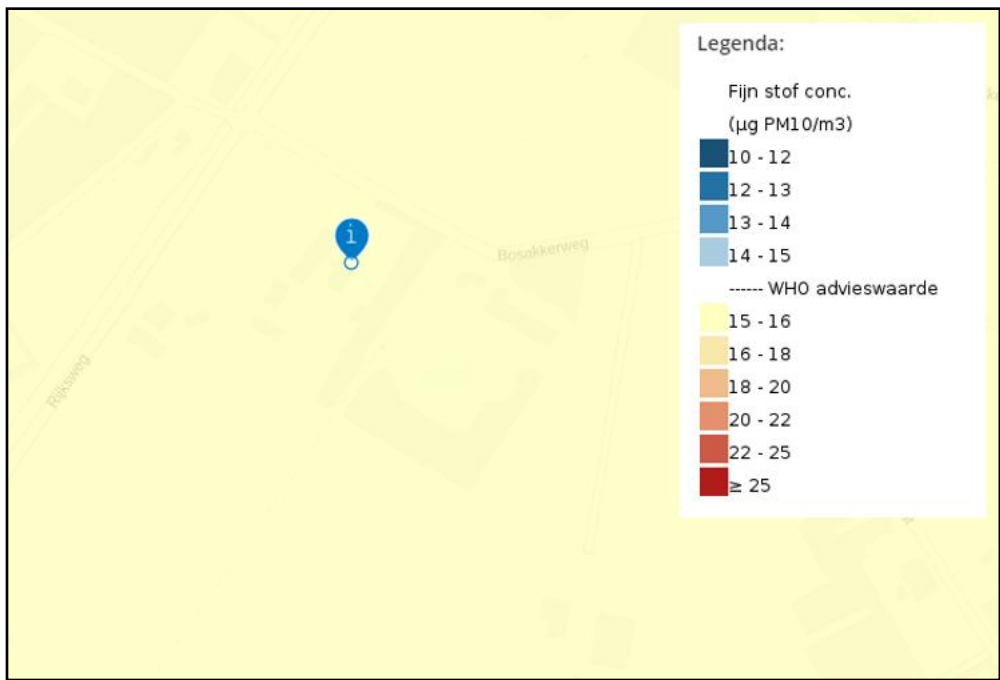 Legenda:
Fijn stof conc.
(µg PM10/m3)
10 - 12
12 - 13
13 - 14
14 - 15
------ WHO advieswaarde
15 - 16
16 - 18
18 - 20
20 - 22
22 - 25
≥ 25
i
Bosakkerweg
Rijksweg